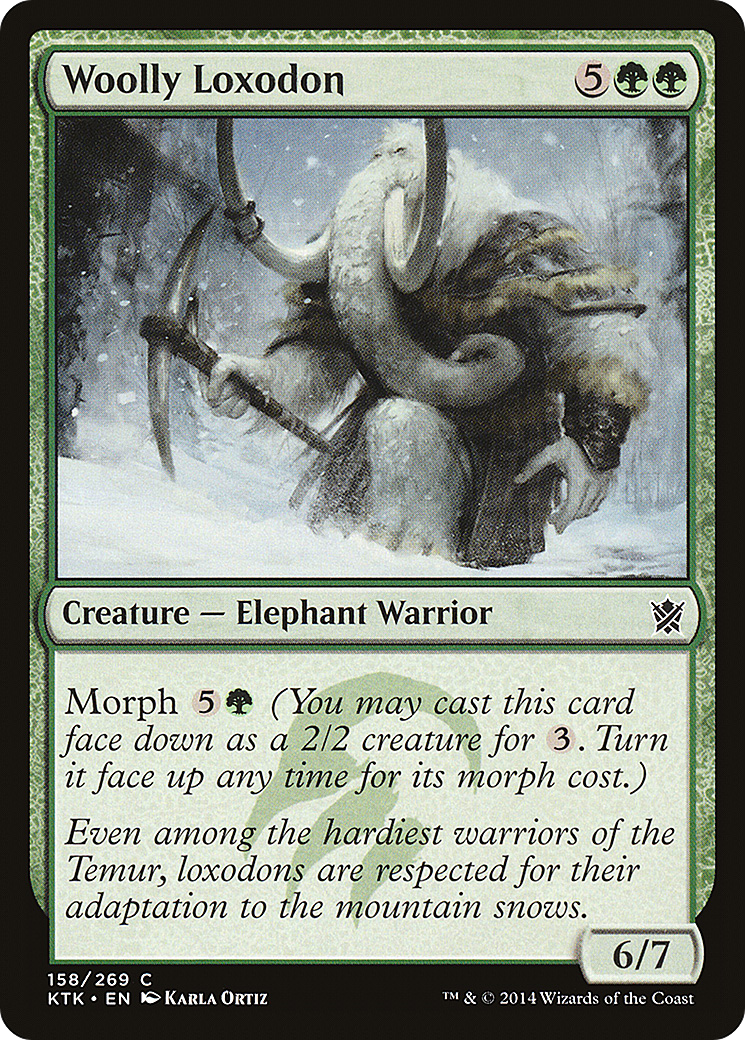 Woolly Loxodon 5
Creature — Elephant Warrior
Morph 5 (You may cast this card
face down as a 2/2 creature for 3. Turn
it face up any time for its morph cost.)
Even among the hardiest warriors of the
Temur, loxodons are respected for their
adaptation to the mountain snows.
6/7
158/269 C
KTK • EN Karla Ortiz
™ & © 2014 Wizards of the Coast